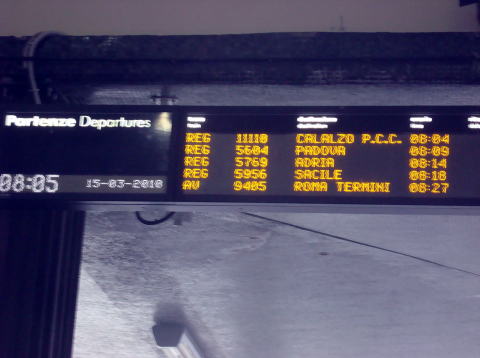 Partenze Departures
08:05 15-03-2010
REG 11110 CALALZO P.C.C. 08:04
REG 5604 PADOVA 08:09
REG 5769 ADRIA 08:14
REG 5956 SACILE 08:18
AV 9405 ROMA TERMINI 08:27